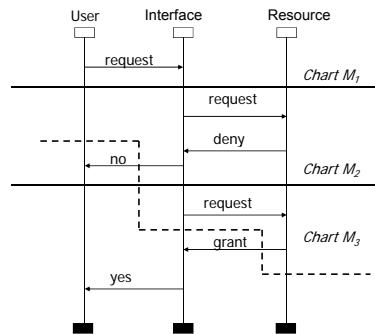 User Interface Resource
request
Chart M1
request
deny
no
Chart M2
request
Chart M3
grant
yes